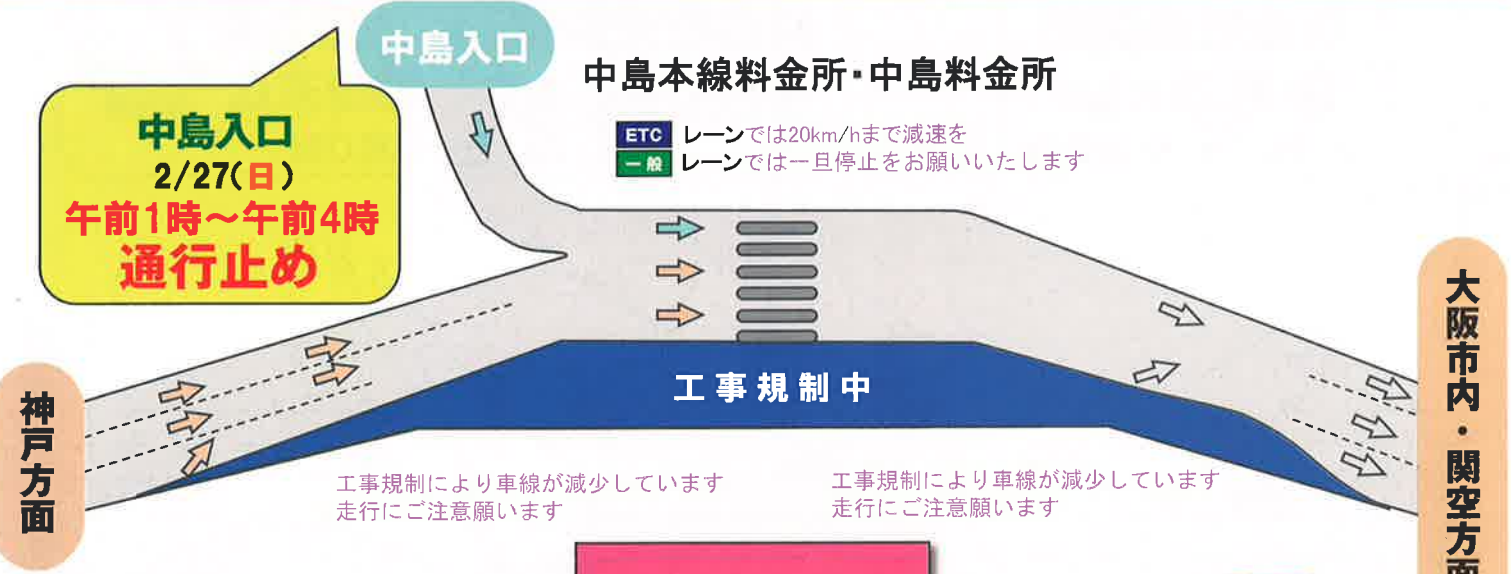 中島入口
中島入口
2/27(日)
午前1時～午前4時
通行止め
中島本線料金所・中島料金所
ETC レーンでは20km/hまで減速を
一般 レーンでは一旦停止をお願いいたします
工事規制中
神戸方面
大阪市内・関空方面
工事規制により車線が減少しています
走行にご注意願います
工事規制により車線が減少しています
走行にご注意願います